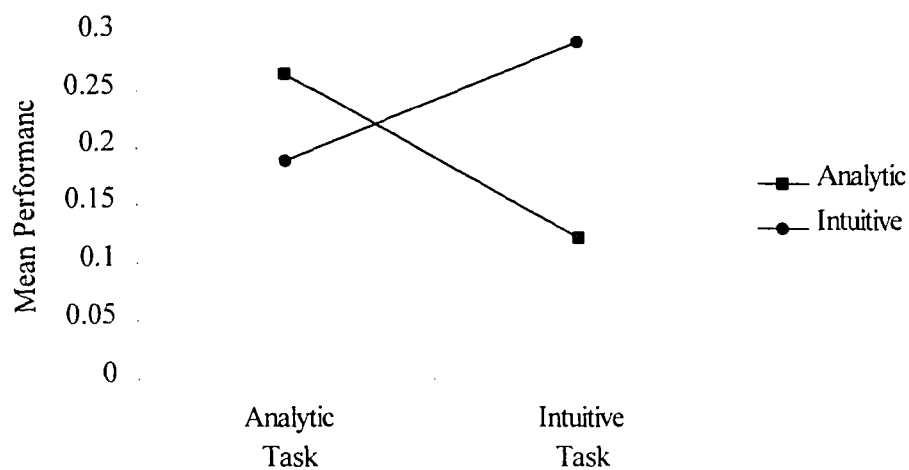 0.3
0.25
0.2
0.15
0.1
0.05
0
Mean Performanc
Analytic
Task
Intuitive
Task
Analytic
Intuitive